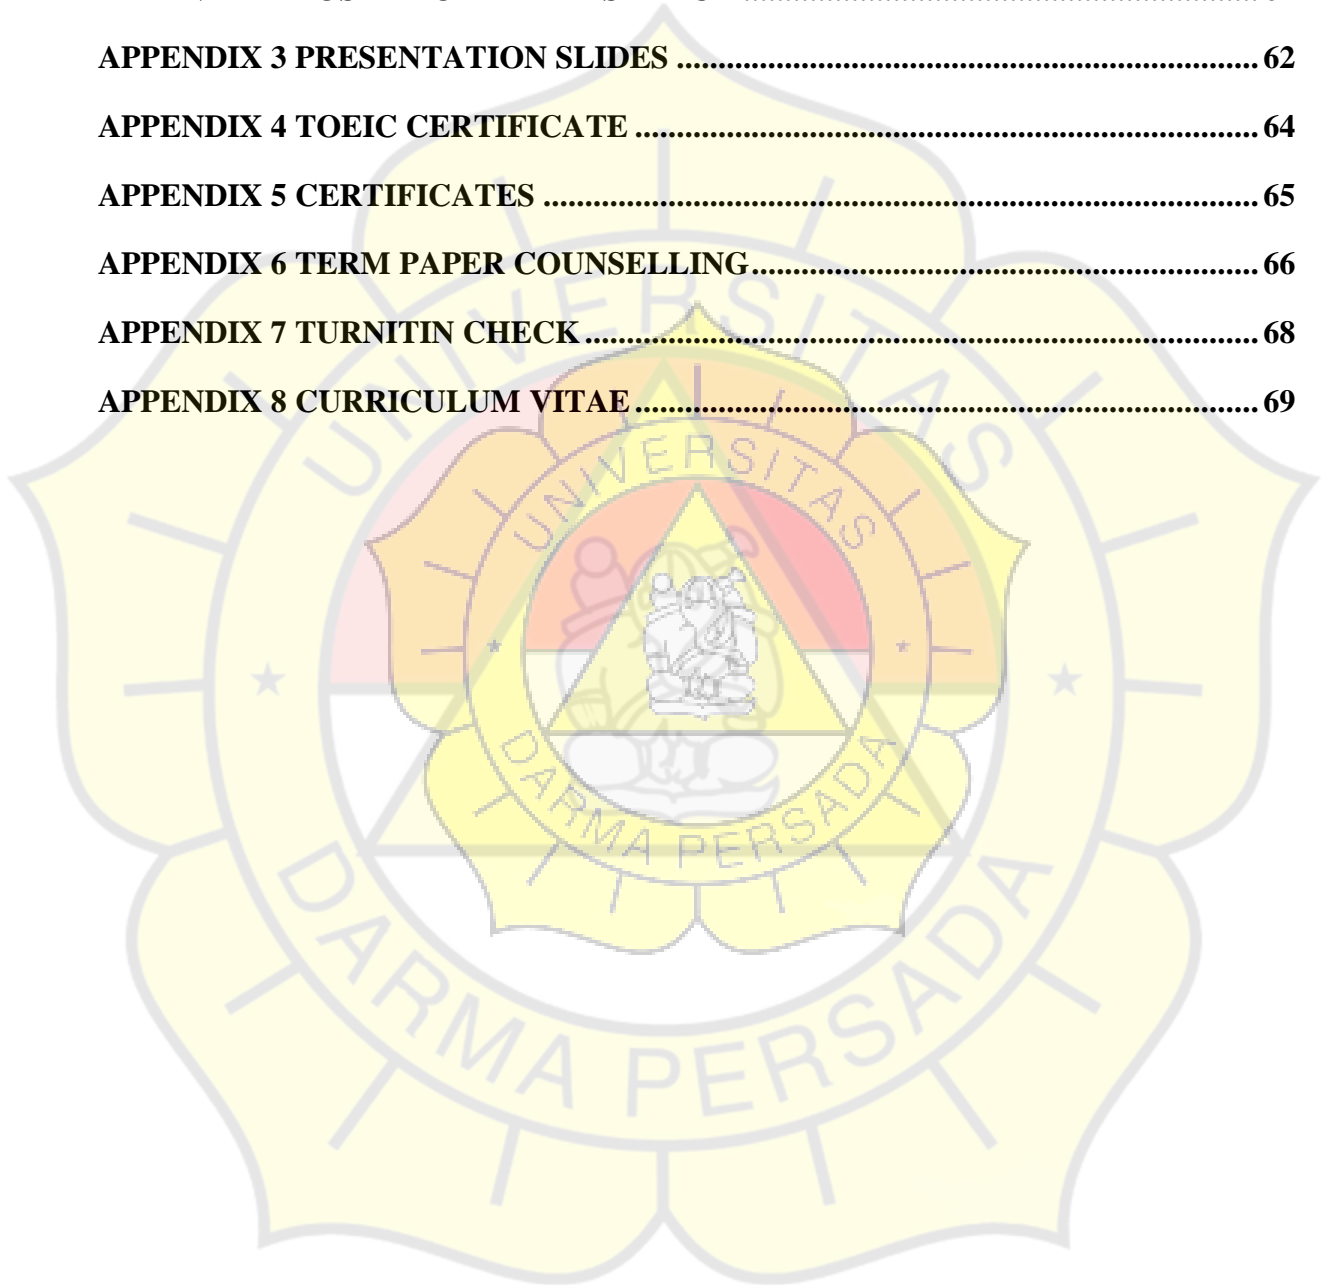 APPENDIX 3 PRESENTATION SLIDES ........................................................................ 62
APPENDIX 4 TOEIC CERTIFICATE ............................................................................. 64
APPENDIX 5 CERTIFICATES ........................................................................................ 65
APPENDIX 6 TERM PAPER COUNSELLING............................................................... 66
APPENDIX 7 TURNITIN CHECK................................................................................... 68
APPENDIX 8 CURRICULUM VITAE............................................................................. 69
UNIVERSITAS
DARMA PERSADA
UNIVERSITAS
DARMA PERSADA